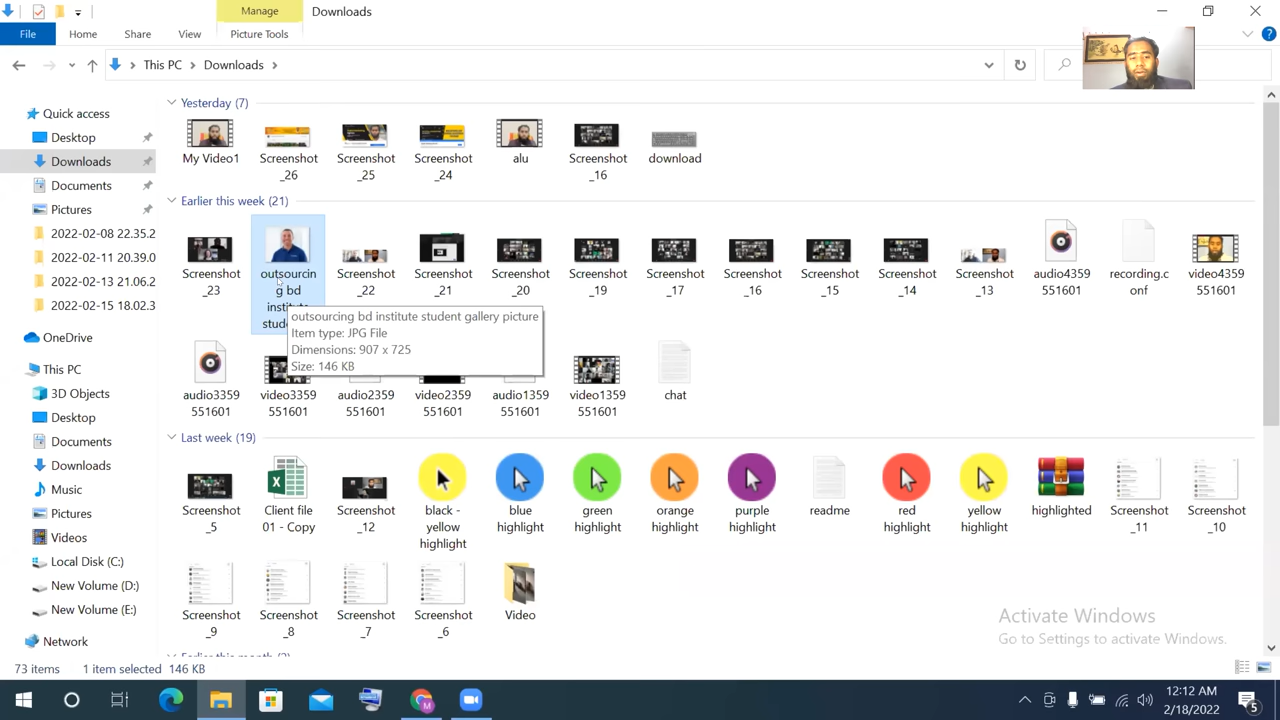 Manage
Downloads
File
Home
Share
View
Picture Tools
This PC
Downloads
Quick access
Desktop
Downloads
Documents
Pictures
2022-02-08 22.35.2
2022-02-11
2022-02-13 21.06.2
2022-02-15 18.02.3
OneDrive
This PC
3D Objects
Desktop
Documents
Downloads
Music
Pictures
Videos
Local Disk (C:)
New Volume (D:)
New Volume (E:)
Network
Yesterday (7)
My Video1
Screenshot
_26
Screenshot
_25
Screenshot
_24
alu
Screenshot
_16
download
Earlier this week (21)
Screenshot
_23
outsourcin
g bd
institute
Screenshot
_22
Screenshot
_21
Screenshot
_20
Screenshot
_19
Screenshot
_17
Screenshot
_16
Screenshot
_15
Screenshot
_14
Screenshot
_13
audio4359
551601
recording.c
onf
video4359
551601
outsourcing bd institute student gallery picture
Item type: JPG File
Dimensions: 907 x 725
Size: 146 KB
audio3359
551601
video3359
551601
audio2359
551601
video2359
551601
audio1359
551601
video1359
551601
chat
Last week (19)
Screenshot
_5
Client file
01 - Copy
Screenshot
_12
black -
yellow
highlight
blue
highlight
green
highlight
orange
highlight
purple
highlight
readme
red
highlight
yellow
highlight
highlighted
Screenshot
_11
Screenshot
_10
Screenshot
_9
Screenshot
_8
Screenshot
_7
Screenshot
_6
Video
Activate Windows
Go to Settings to activate Windows.
73 items
1 item selected
146 KB
12:12 AM
2/18/2022
5